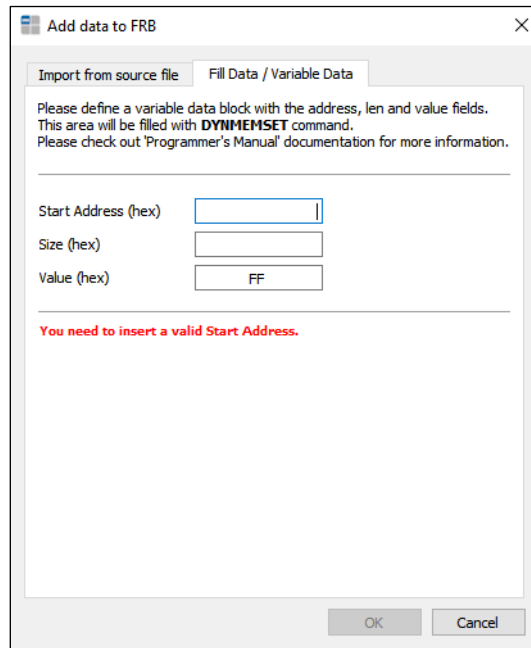 Add data to FRB
Import from source file
Fill Data / Variable Data
Please define a variable data block with the address, len and value fields.
This area will be filled with DYNMEMSET command.
Please check out 'Programmer's Manual' documentation for more information.
Start Address (hex)
Size (hex)
Value (hex)
FF
You need to insert a valid Start Address.
OK
Cancel